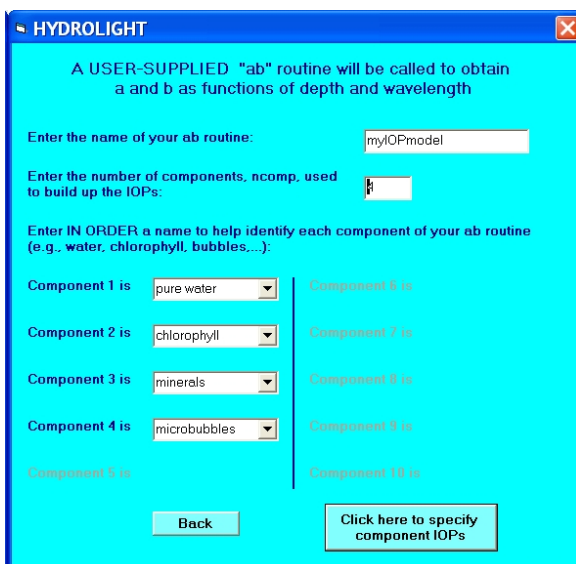 HYDROLIGHT
A USER-SUPPLIED "ab" routine will be called to obtain
a and b as functions of depth and wavelength
Enter the name of your ab routine:
myIOPmodel
Enter the number of components, ncomp, used
to build up the IOPs:
4
Enter IN ORDER a name to help identify each component of your ab routine
(e.g., water, chlorophyll, bubbles,...):
Component 1 is
pure water
Component 2 is
chlorophyll
Component 3 is
minerals
Component 4 is
microbubbles
Component 5 is
Component 6 is
Component 7 is
Component 8 is
Component 9 is
Component 10 is
Back
Click here to specify
component IOPs